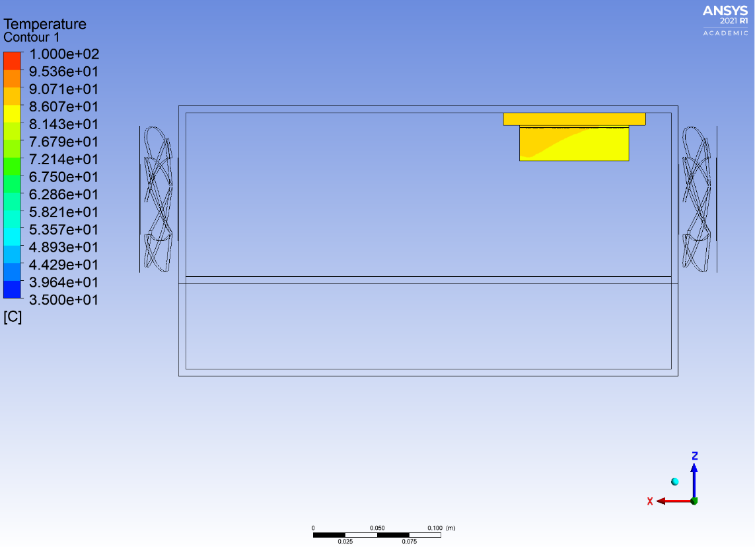 Temperature
Contour 1
1.000e+02
9.536e+01
9.071e+01
8.607e+01
8.143e+01
7.679e+01
7.214e+01
6.750e+01
6.286e+01
5.821e+01
5.357e+01
4.893e+01
4.429e+01
3.964e+01
3.500e+01
[C]
ANSYS
2021 R1
ACADEMIC
Z
X
0 0.050 0.100 (m)
0.025 0.075